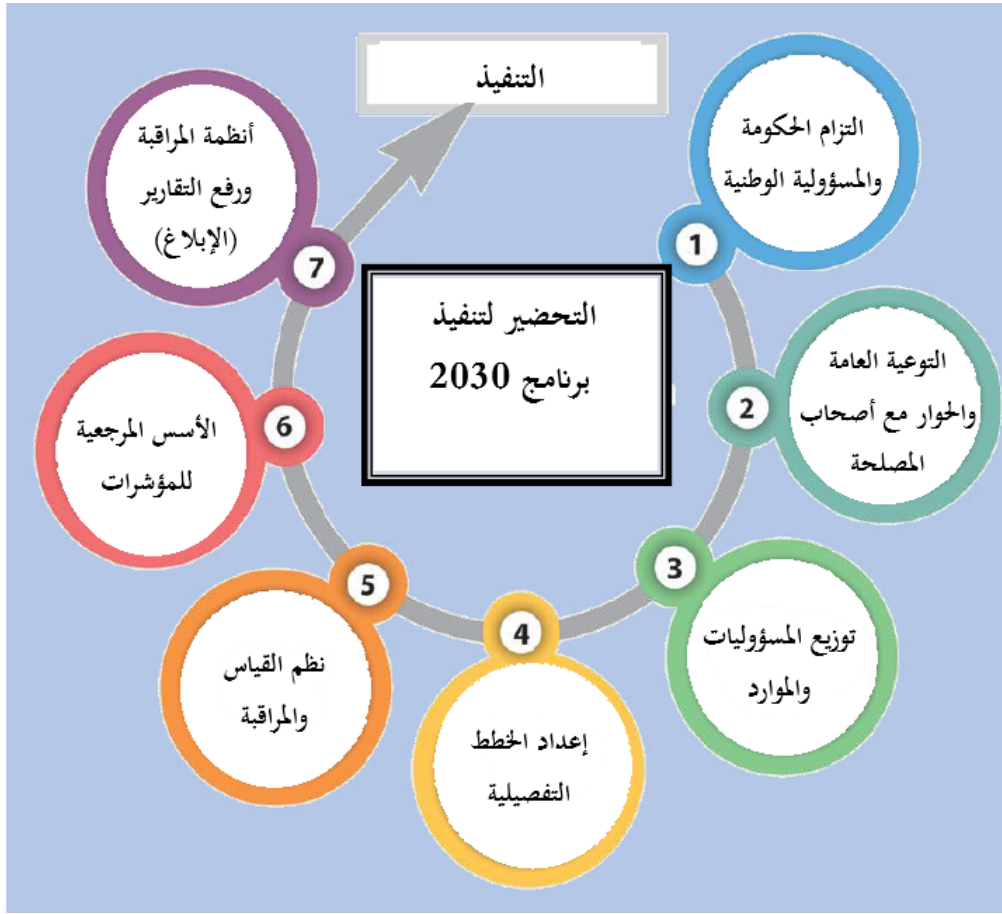 التنفيذ
التحضير لتنفيذ
برنامج 2030
1
التزام الحكومة
والمسؤولية الوطنية
2
التوعية العامة
والحوار مع أصحاب
المصلحة
3
توزيع المسؤوليات
والموارد
4
إعداد الخطط
التفصيلية
5
نظم القياس
والمراقبة
6
الأسس المرجعية
للمؤشرات
7
أنظمة المراقبة
ورفع التقارير
(الإبلاغ)